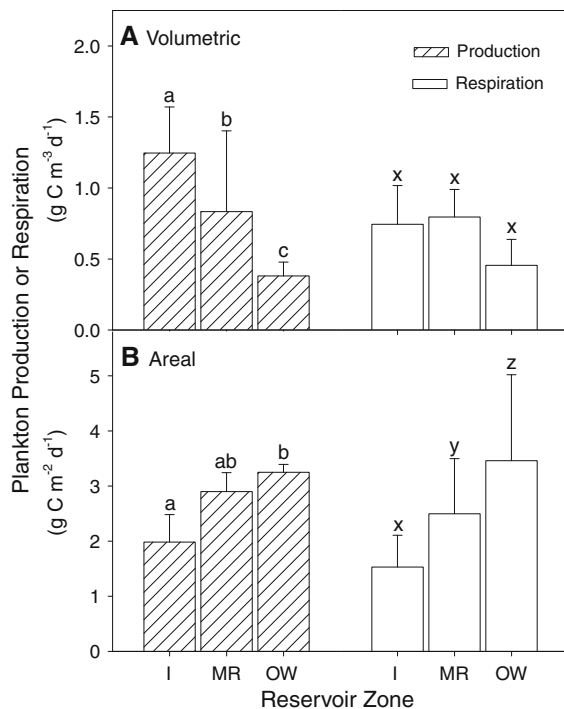 A Volumetric
Production
Respiration
2.0
1.5
1.0
0.5
0.0
a
b
c
x
x
x
Plankton Production or Respiration
(g C m-3 d-1)
(g C m-2 d-1)
B Areal
5
4
3
2
1
0
a
ab
b
x
y
z
I MR OW I MR OW
Reservoir Zone